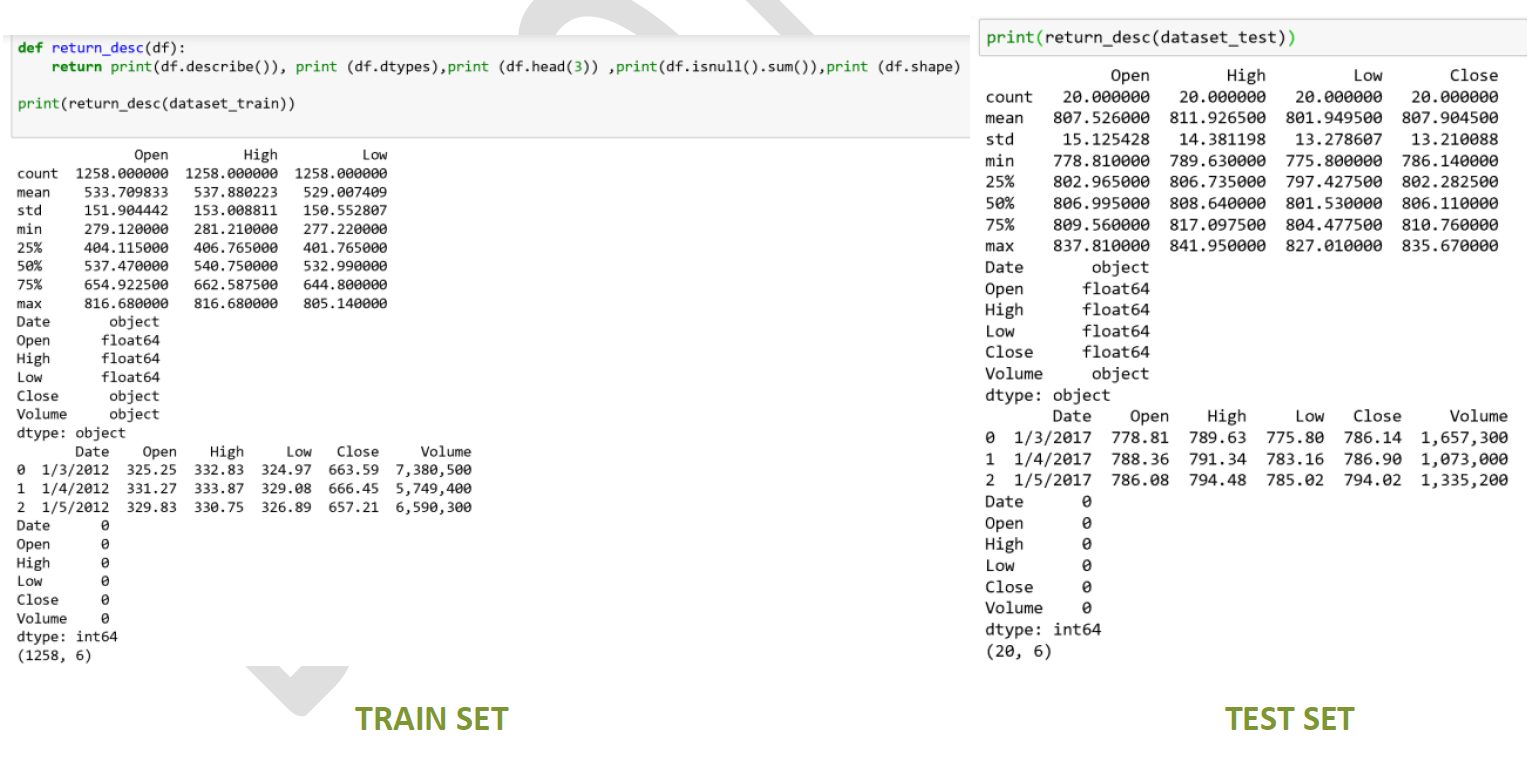 def return_desc(df):
    return print(df.describe()), print (df.dtypes),print (df.head(3)) ,print(df.isnull().sum()),print (df.shape)
print(return_desc(dataset_train))
              Open         High          Low
count  1258.000000  1258.000000  1258.000000
mean    533.709833   537.880223   529.007409
std     151.904442   153.008811   150.552807
min     279.120000   281.210000   277.220000
25%     404.115000   406.765000   401.765000
50%     537.470000   540.750000   532.990000
75%     654.922500   662.587500   644.800000
max     816.680000   816.680000   805.140000
Date       object
Open      float64
High      float64
Low       float64
Close      object
Volume     object
dtype: object
       Date    Open    High     Low   Close     Volume
0  1/3/2012  325.25  332.83  324.97  663.59  7,380,500
1  1/4/2012  331.27  333.87  329.08  666.45  5,749,400
2  1/5/2012  329.83  330.75  326.89  657.21  6,590,300
Date      0
Open      0
High      0
Low       0
Close     0
Volume    0
dtype: int64
(1258, 6)
TRAIN SET
print(return_desc(dataset_test))
             Open        High         Low       Close
count   20.000000   20.000000   20.000000   20.000000
mean   807.526000  811.926500  801.949500  807.904500
std     15.125428   14.381198   13.278607   13.210088
min    778.810000  789.630000  775.800000  786.140000
25%    802.965000  806.735000  797.427500  802.282500
50%    806.995000  808.640000  801.530000  806.110000
75%    809.560000  817.097500  804.477500  810.760000
max    837.810000  841.950000  827.010000  835.670000
Date       object
Open      float64
High      float64
Low       float64
Close     float64
Volume     object
dtype: object
       Date    Open    High     Low   Close     Volume
0  1/3/2017  778.81  789.63  775.80  786.14  1,657,300
1  1/4/2017  788.36  791.34  783.16  786.90  1,073,000
2  1/5/2017  786.08  794.48  785.02  794.02  1,335,200
Date      0
Open      0
High      0
Low       0
Close     0
Volume    0
dtype: int64
(20, 6)
TEST SET